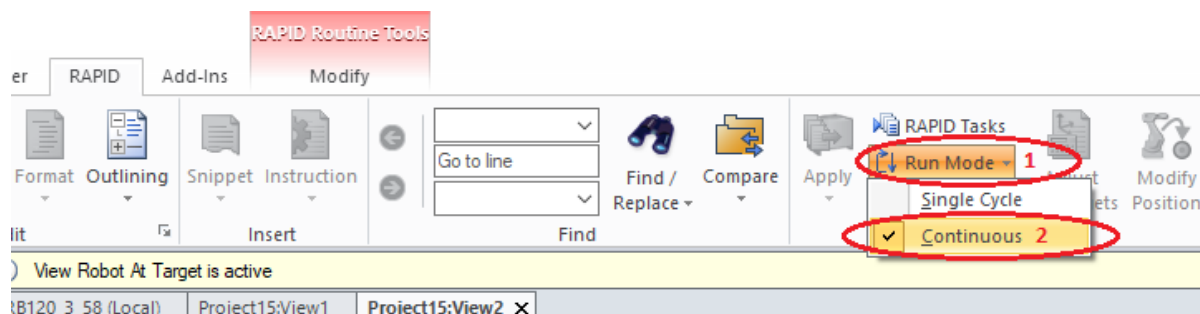 RAPID Routine Tools
er RAPID Add-Ins Modify
RAPID Tasks
Go to line
Run Mode 1
Format Outlining Snippet Instruction Find / Compare Apply Modify
Replace Position
Single Cycle
lit Insert Find
Continuous 2
View Robot At Target is active
RB120_3_58 (Local) Project15:View1 Project15:View2